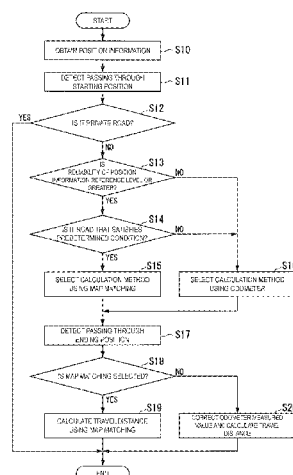 START
S10
OBTAIN POSITION INFORMATION
S11
DETECT PASSING THROUGH
STARTING POSITION
S12
YES
IS IT PRIVATE ROAD?
NO
S13
IS
RELIABILITY OF POSITION
INFORMATION REFERENCE LEVEL OR
GREATER?
NO
YES
S14
IS IT ROAD THAT SATISFIES
PREDETERMINED CONDITION?
NO
YES
S15
SELECT CALCULATION METHOD
USING MAP MATCHING
S1
SELECT CALCULATION METHOD
USING ODOMETER
S17
DETECT PASSING THROUGH
ENDING POSITION
S18
IS MAP MATCHING SELECTED?
NO
YES
S19
CALCULATE TRAVEL DISTANCE
USING MAP MATCHING
S2
CORRECT ODOMETER MEASURED
VALUE AND CALCULATE TRAVEL
DISTANCE
END